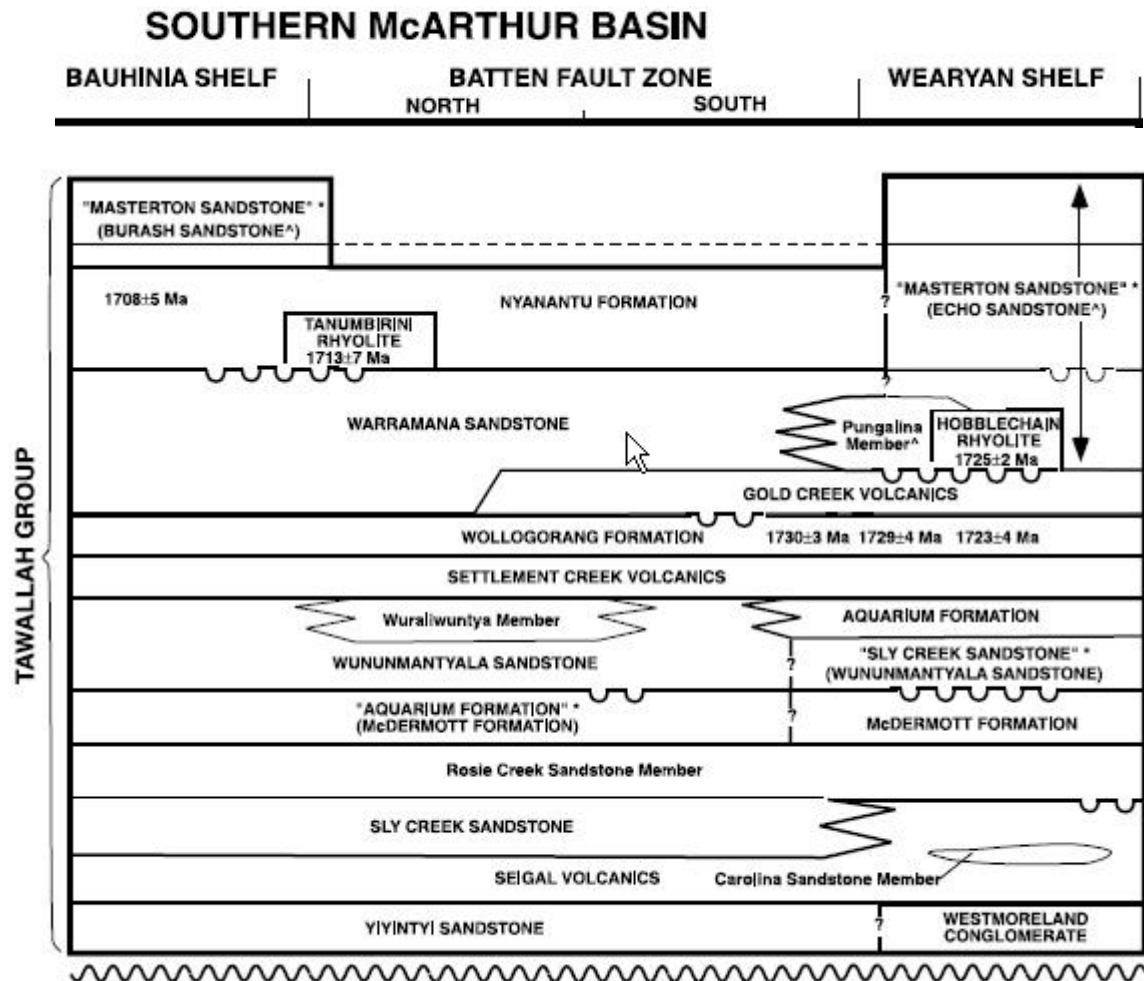 SOUTHERN McARTHUR BASIN
BAUHINIA SHELF
BATTEN FAULT ZONE
WEARYAN SHELF
NORTH
SOUTH
TAWALLAH GROUP
"MASTERTON SANDSTONE" *
(BURASH SANDSTONE^)
1708±5 Ma
NYANANTU FORMATION
?
"MASTERTON SANDSTONE" *
(ECHO SANDSTONE^)
TANUMBIRINI
RHYOLITE
1713±7 Ma
?
WARRAMANA SANDSTONE
Pungalina
Member^
HOBBLECHAIN
RHYOLITE
1725±2 Ma
GOLD CREEK VOLCANICS
WOLLOGORANG FORMATION
1730±3 Ma 1729±4 Ma 1723±4 Ma
SETTLEMENT CREEK VOLCANICS
Wuraliwuntya Member
AQUARIUM FORMATION
WUNUNMANTYALA SANDSTONE
?
"SLY CREEK SANDSTONE" *
(WUNUNMANTYALA SANDSTONE)
"AQUARIUM FORMATION" *
(McDERMOTT FORMATION)
?
McDERMOTT FORMATION
Rosie Creek Sandstone Member
SLY CREEK SANDSTONE
SEIGAL VOLCANICS
Carolina Sandstone Member
YIYINTYI SANDSTONE
?
WESTMORELAND
CONGLOMERATE